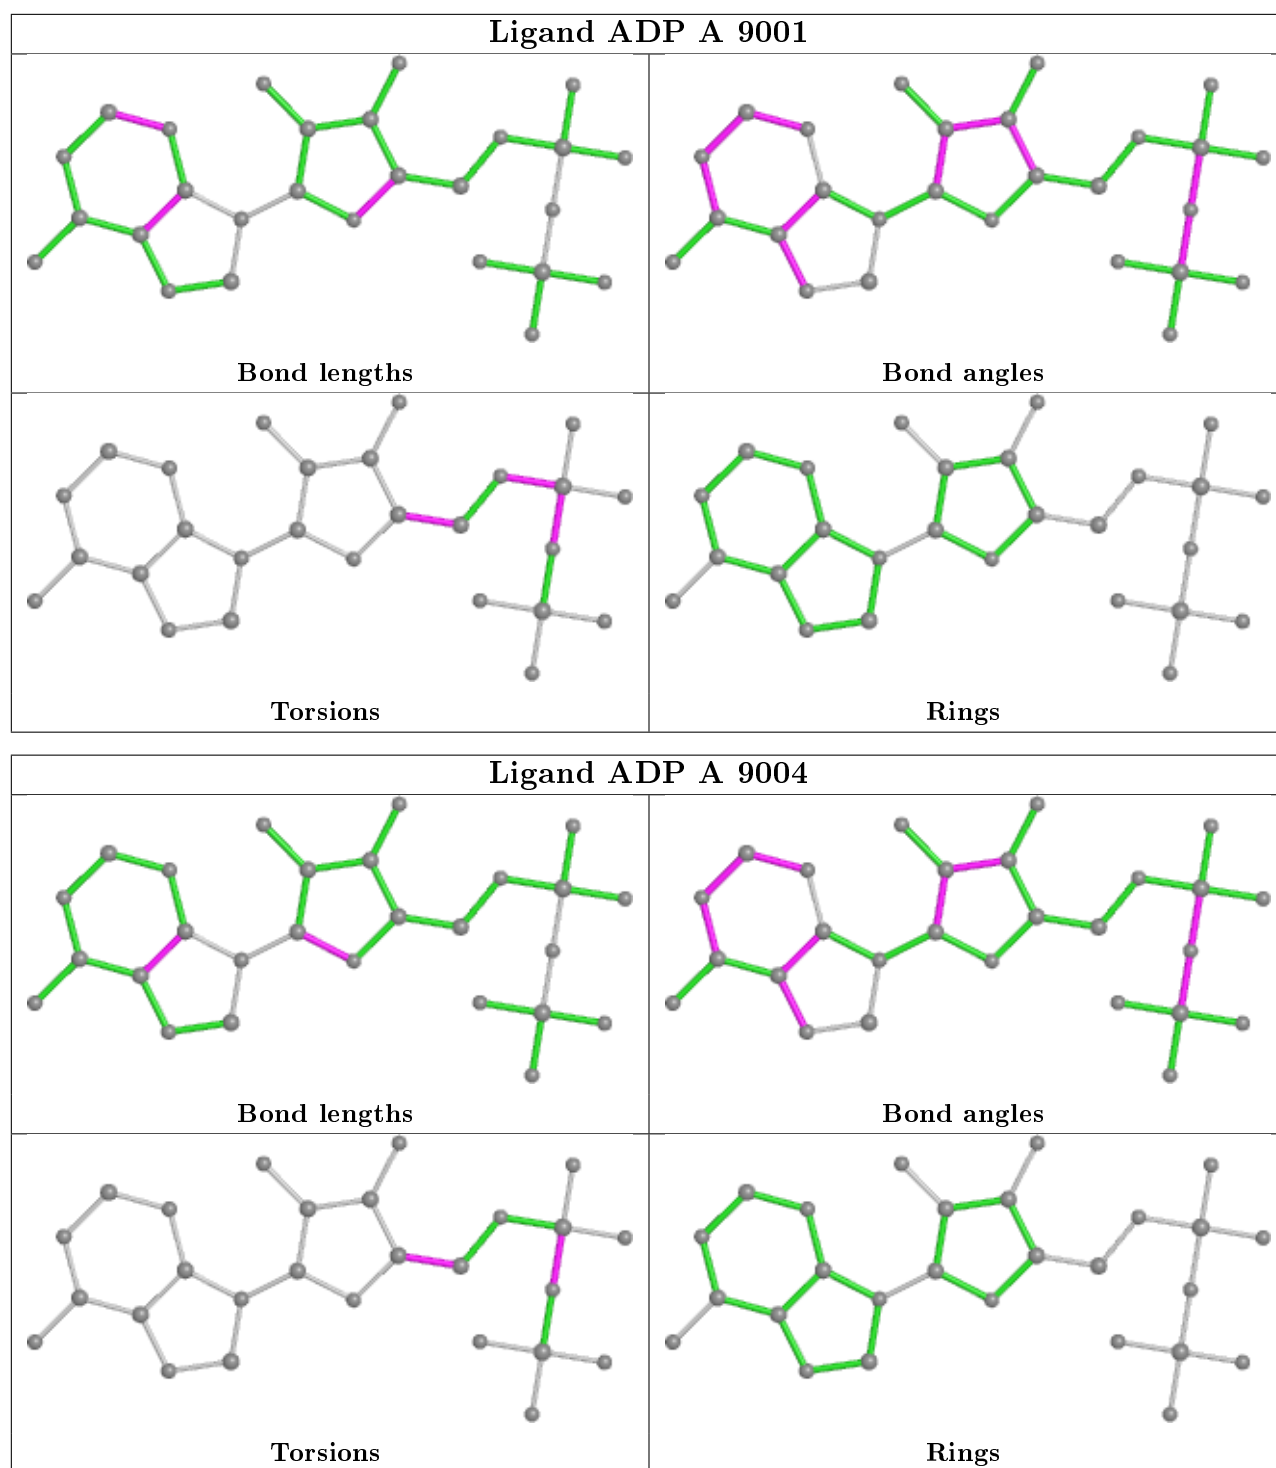 Ligand ADP A 9001
Bond lengths
Bond angles
Torsions
Rings
Ligand ADP A 9004
Bond lengths
Bond angles
Torsions
Rings